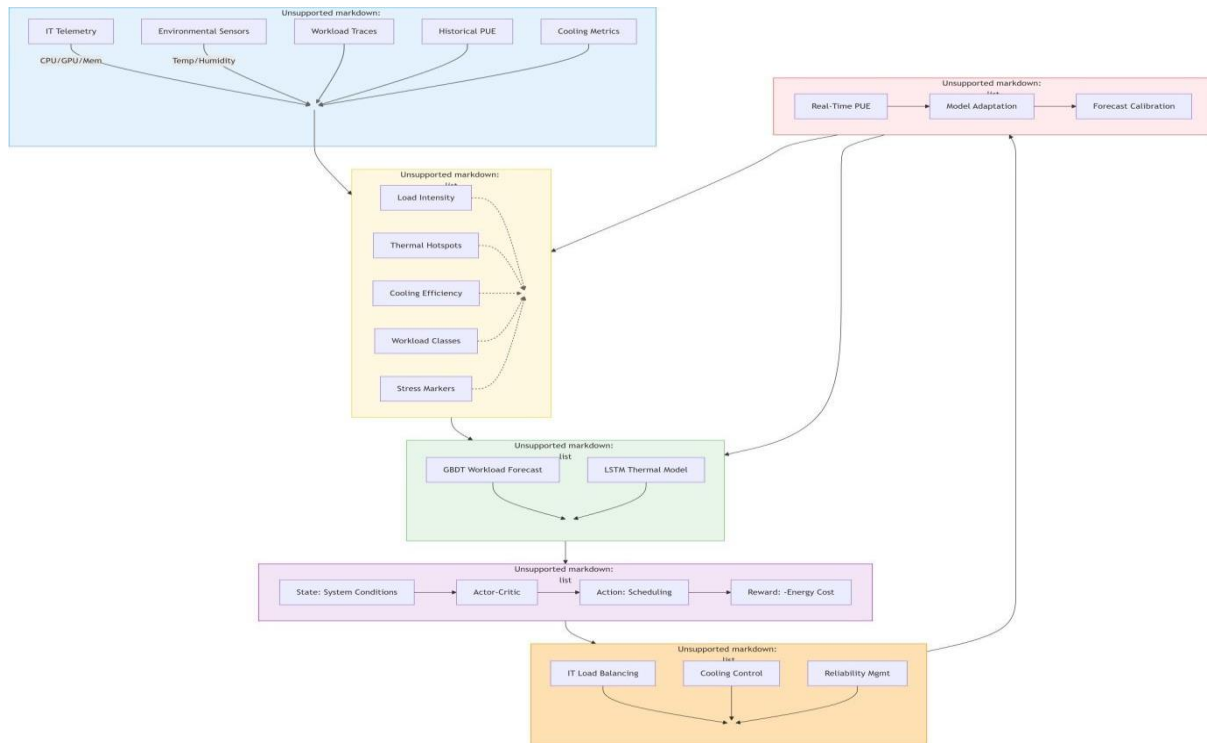 Unsupported markdown:
list
IT Telemetry
Environmental Sensors
Workload Traces
Historical PUE
Cooling Metrics
CPU/GPU/Mem
Temp/Humidity
Unsupported markdown:
list
Real-Time PUE
Model Adaptation
Forecast Calibration
Unsupported markdown:
list
Load Intensity
Thermal Hotspots
Cooling Efficiency
Workload Classes
Stress Markers
Unsupported markdown:
list
GBDT Workload Forecast
LSTM Thermal Model
Unsupported markdown:
list
State: System Conditions
Actor-Critic
Action: Scheduling
Reward: -Energy Cost
Unsupported markdown:
list
IT Load Balancing
Cooling Control
Reliability Mgmt